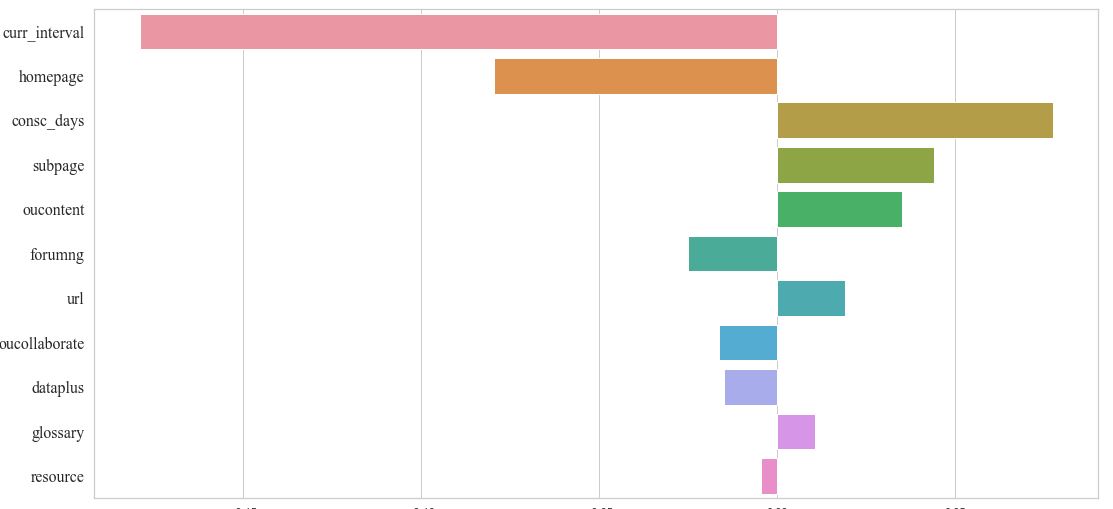 curr_interval
homepage
consc_days
subpage
oucontent
forumng
url
oucollaborate
dataplus
glossary
resource